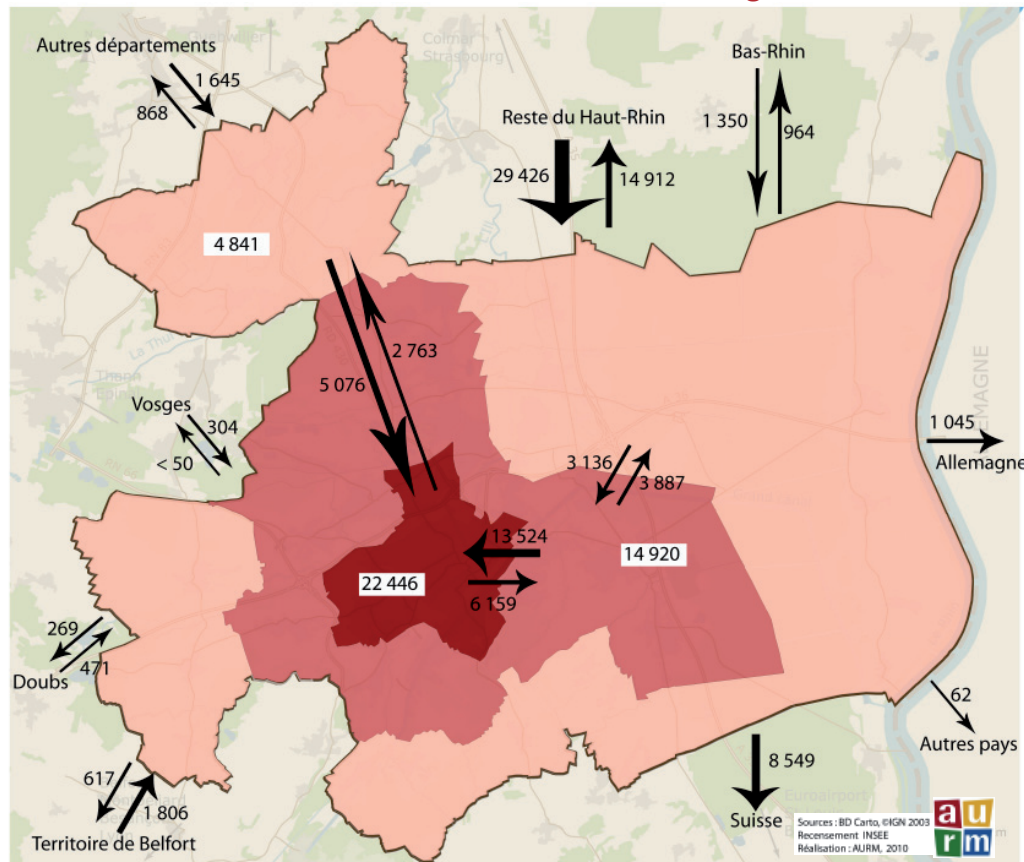 Autres départements
1 645
868
Colmar
Strasbourg
Bas-Rhin
1 350
964
Reste du Haut-Rhin
29 426
14 912
4 841
2 763
5 076
Vosges
304
< 50
3 136
3 887
1 045
Allemagne
13 524
14 920
22 446
6 159
269
471
Doubs
62
Autres pays
617
1 806
Territoire de Belfort
8 549
Suisse
Euroairport
Sources : BD Carto, ©IGN 2003
Recensement INSEE
Réalisation : AURM, 2010
a u
r m